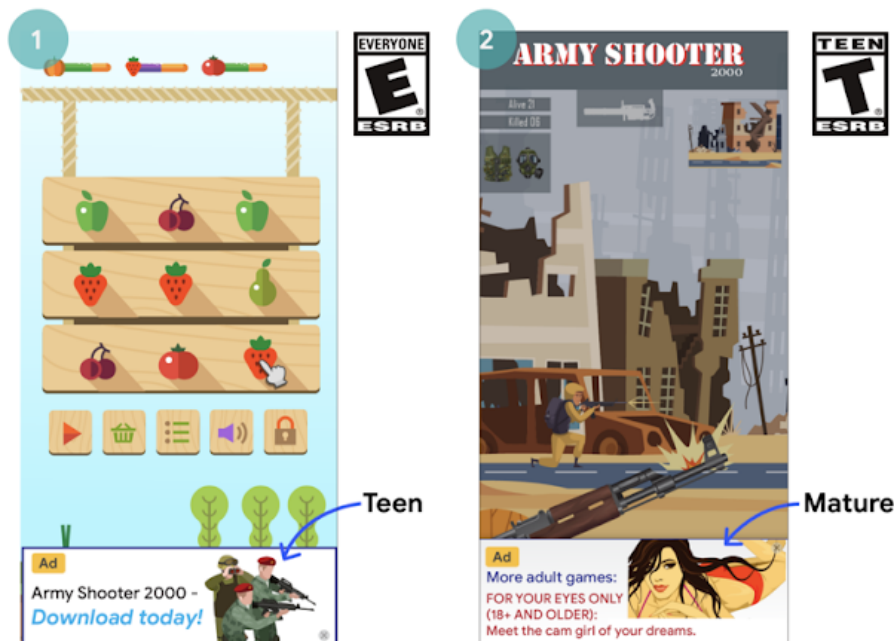 1
EVERYONE
E
ESRB
Teen
Ad
Army Shooter 2000 -
Download today!
2
ARMY SHOOTER
2000
TEEN
T
ESRB
Alive 21
Killed 06
Mature
Ad
More adult games:
FOR YOUR EYES ONLY
(18+ AND OLDER):
Meet the cam girl of your dreams.